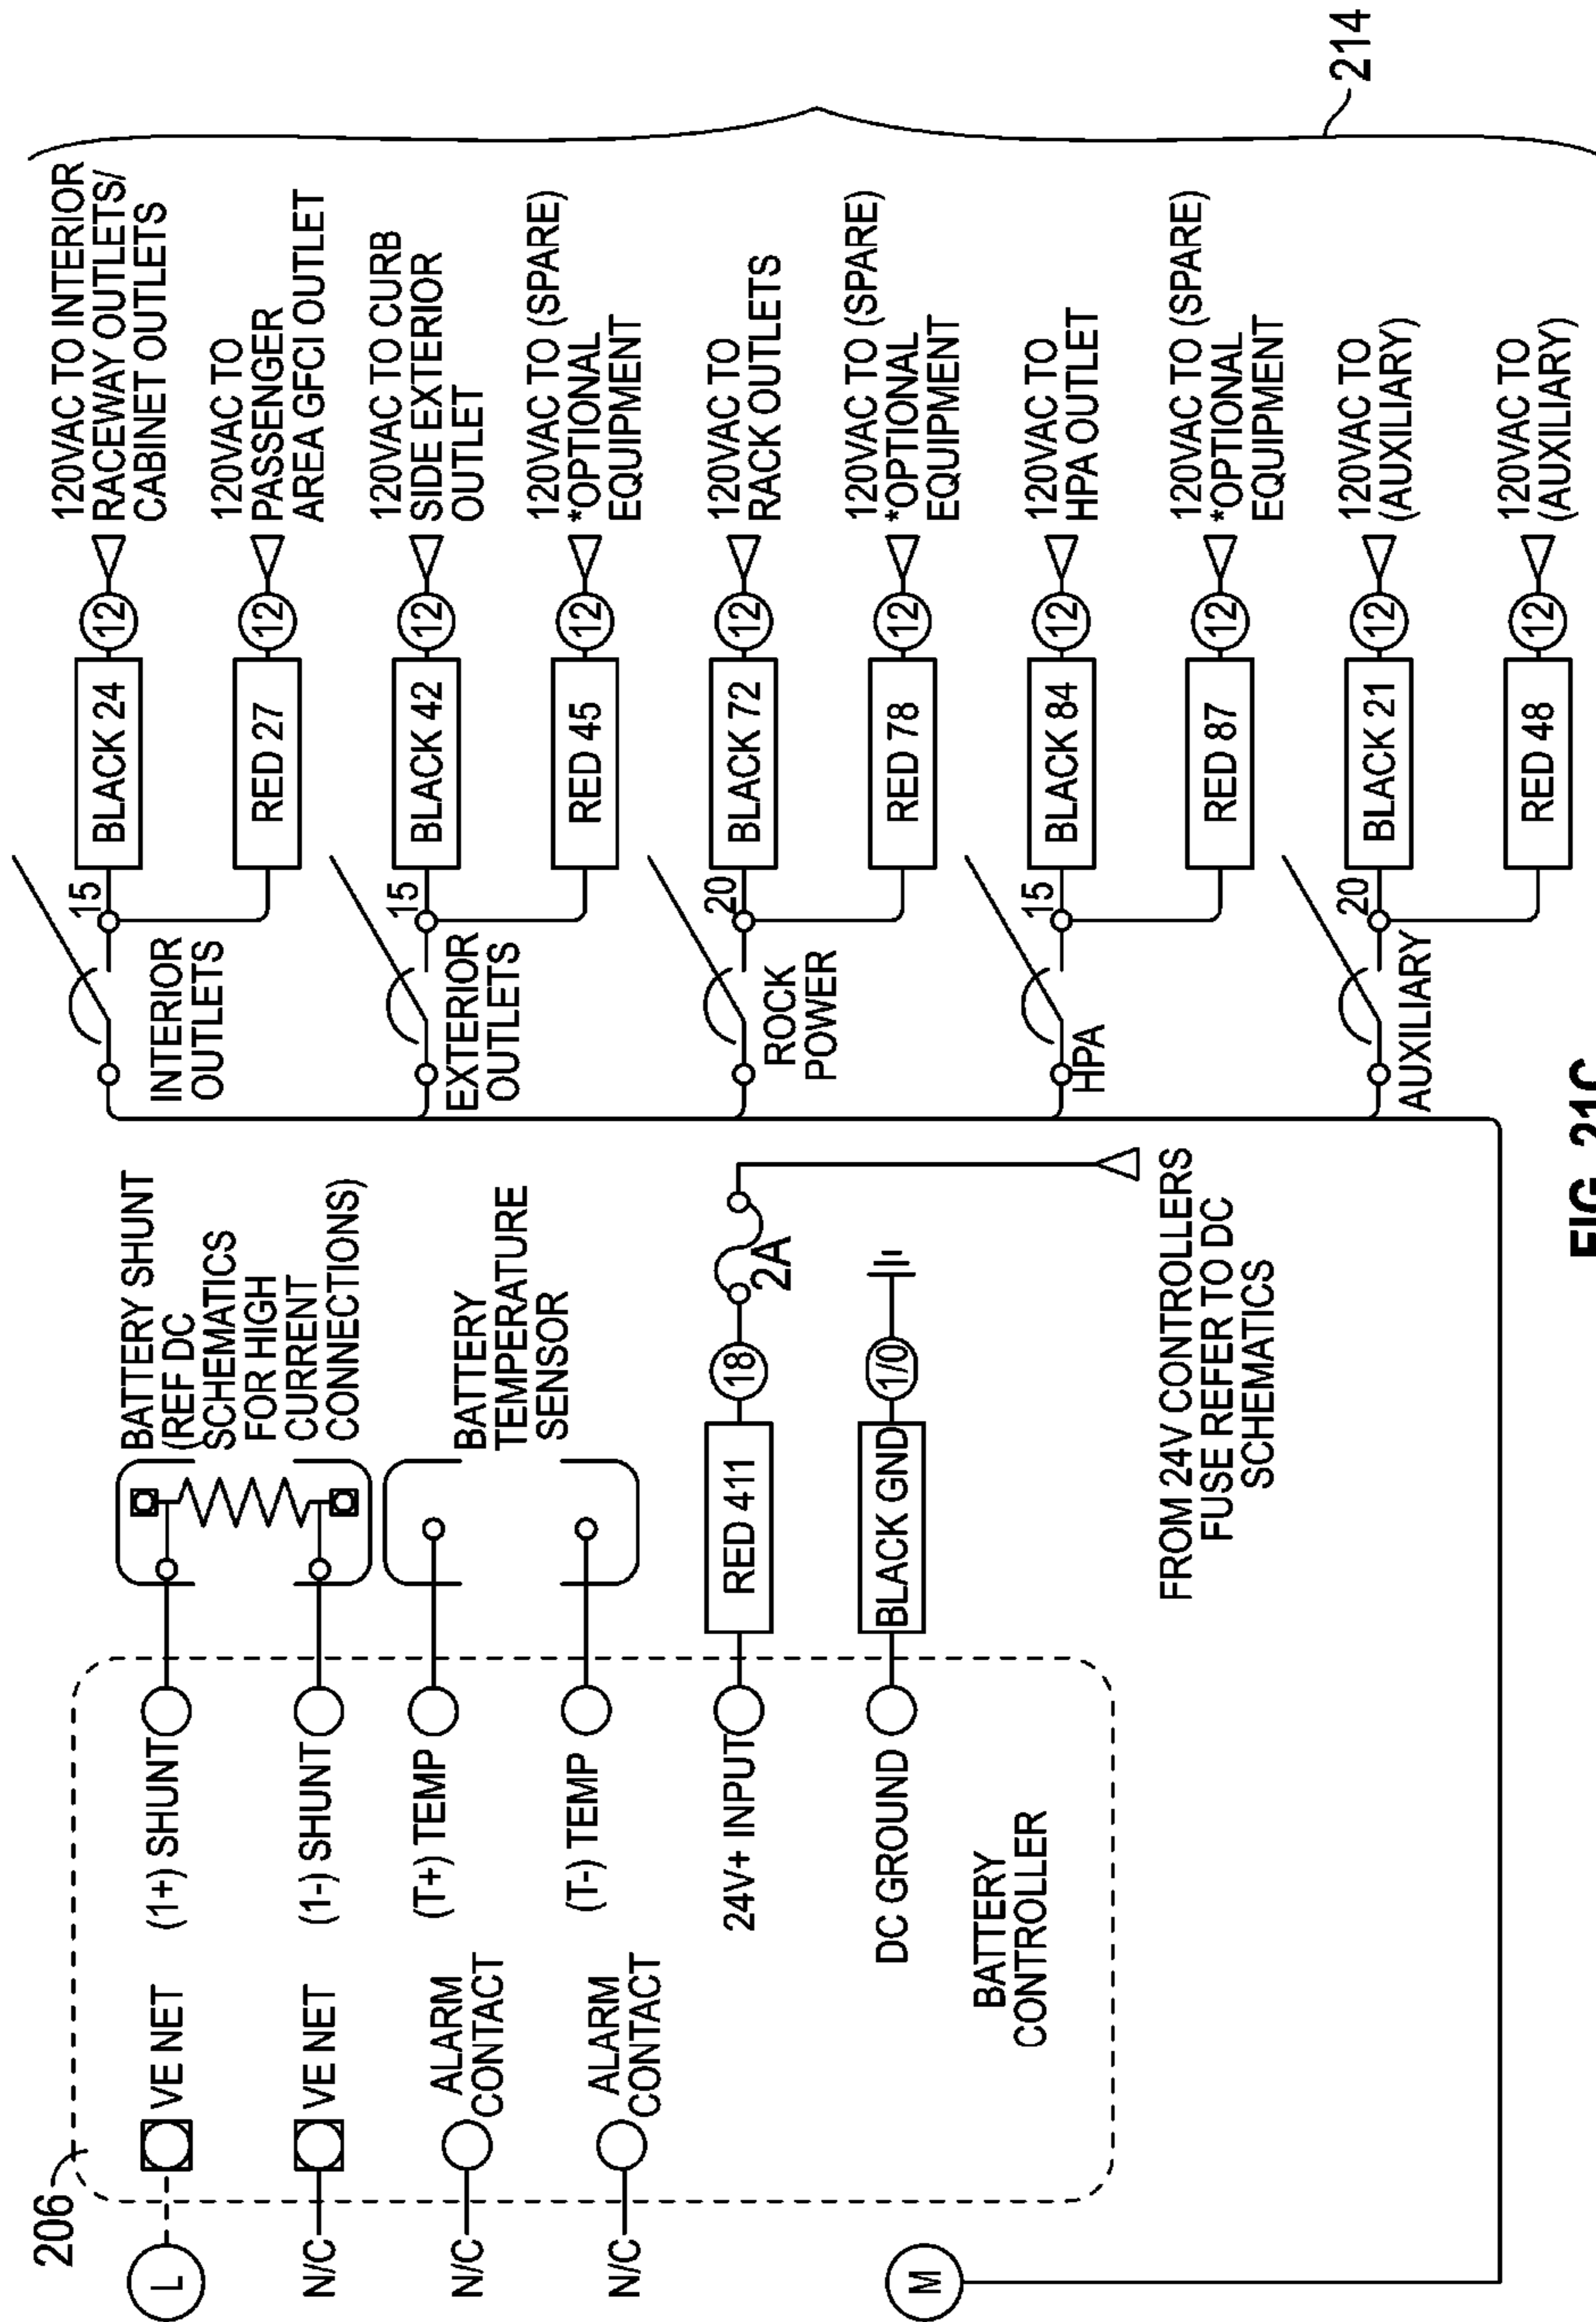 206
L
N/C
N/C
N/C
M
VE NET
VE NET
ALARM
CONTACT
ALARM
CONTACT
(1+) SHUNT
(1-) SHUNT
(T+) TEMP
(T-) TEMP
24V+ INPUT
DC GROUND
BATTERY
CONTROLLER
BATTERY SHUNT
(REF DC
SCHEMATICS
FOR HIGH
CURRENT
CONNECTIONS)
BATTERY
TEMPERATURE
SENSOR
RED 411
18
2A
BLACK GND
1/0
FROM 24V CONTROLLERS
FUSE REFER TO DC
SCHEMATICS
INTERIOR
OUTLETS
15
BLACK 24
12
120VAC TO INTERIOR
RACEWAY OUTLETS/
CABINET OUTLETS
RED 27
12
120VAC TO
PASSENGER
AREA GFCI OUTLET
EXTERIOR
OUTLETS
15
BLACK 42
12
120VAC TO CURB
SIDE EXTERIOR
OUTLET
RED 45
12
120VAC TO (SPARE)
*OPTIONAL
EQUIPMENT
ROCK
POWER
20
BLACK 72
12
120VAC TO
RACK OUTLETS
RED 78
12
120VAC TO (SPARE)
*OPTIONAL
EQUIPMENT
HPA
15
BLACK 84
12
120VAC TO
HPA OUTLET
RED 87
12
120VAC TO (SPARE)
*OPTIONAL
EQUIPMENT
AUXILIARY
20
BLACK 21
12
120VAC TO
(AUXILIARY)
RED 48
12
120VAC TO
(AUXILIARY)
214
FIG. 21C